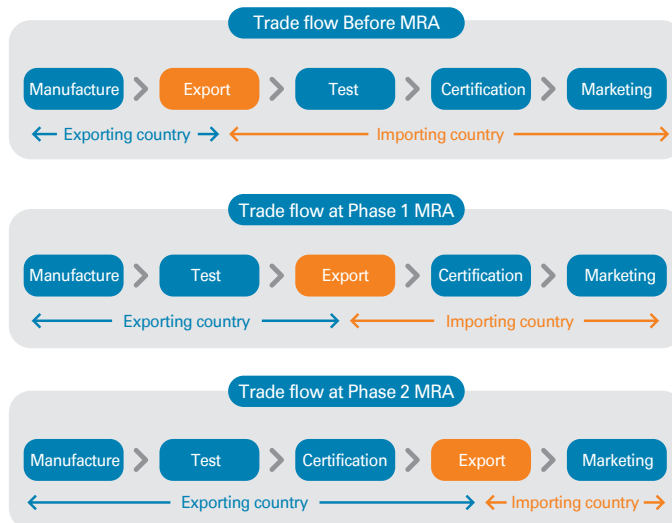 Trade flow Before MRA
Manufacture Export Test Certification Marketing
Exporting country Importing country
Trade flow at Phase 1 MRA
Manufacture Test Export Certification Marketing
Exporting country Importing country
Trade flow at Phase 2 MRA
Manufacture Test Certification Export Marketing
Exporting country Importing country